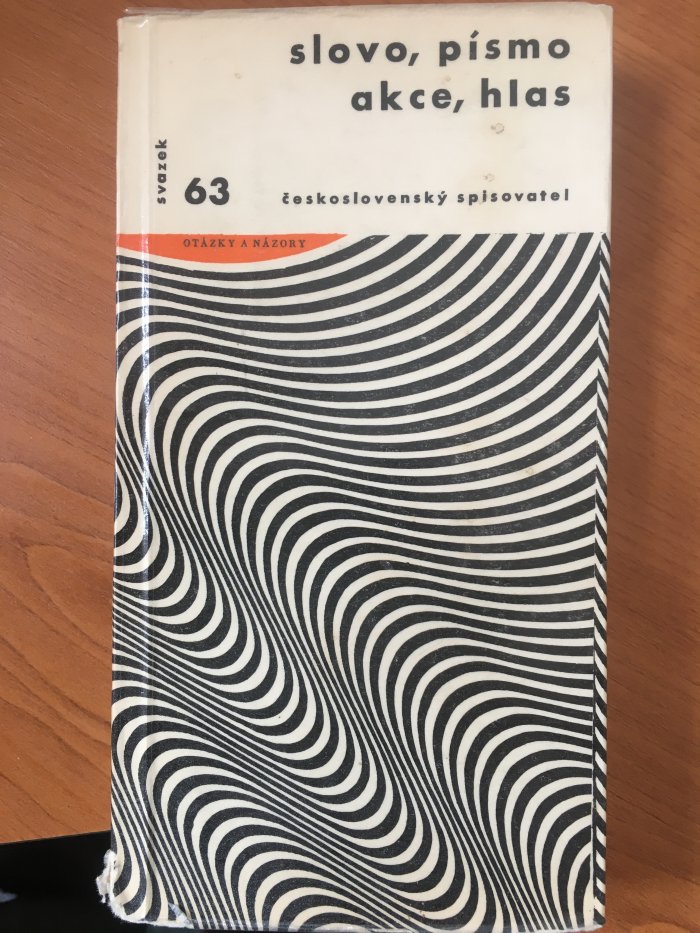 slovo, písmo
akce, hlas
svazek
63
československý spisovatel
OTÁZKY A NÁZORY